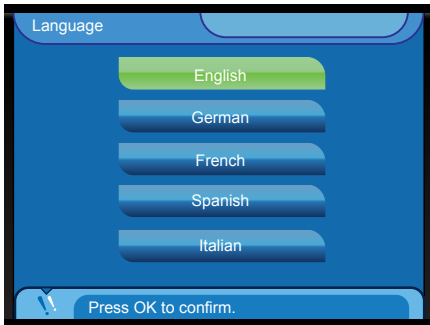 Language
English
German
French
Spanish
Italian
Press OK to confirm.